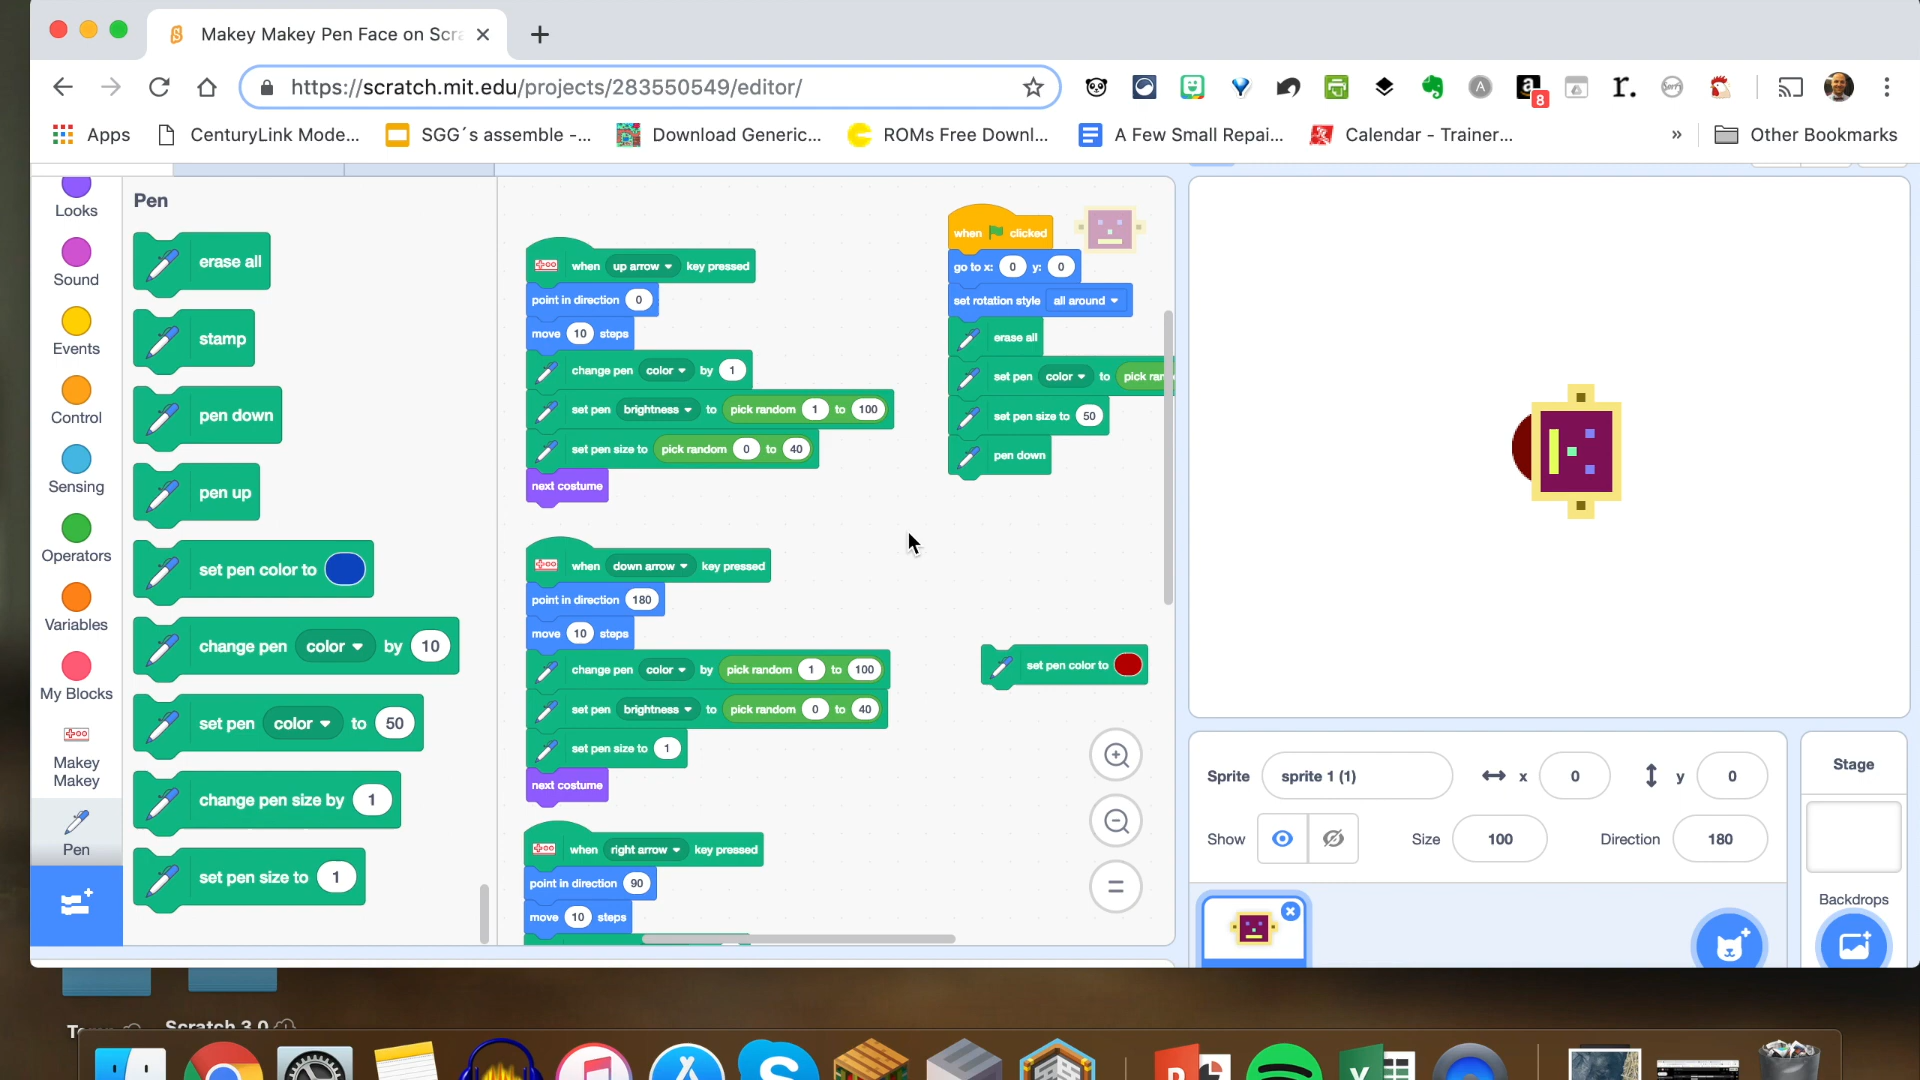 Makey Makey Pen Face on Scra
https://scratch.mit.edu/projects/283550549/editor/
8
Apps
CenturyLink Mode...
SGG´s assemble -...
Download Generic...
ROMs Free Downl...
A Few Small Repai...
Calendar - Trainer...
»
Other Bookmarks
Looks
Sound
Events
Control
Sensing
Operators
Variables
My Blocks
Makey
Makey
Pen
Pen
erase all
stamp
pen down
pen up
set pen color to
change pen color by 10
set pen color to 50
change pen size by 1
set pen size to 1
when up arrow key pressed
point in direction 0
move 10 steps
change pen color by 1
set pen brightness to pick random 1 to 100
set pen size to pick random 0 to 40
next costume
when down arrow key pressed
point in direction 180
move 10 steps
change pen color by pick random 1 to 100
set pen brightness to pick random 0 to 40
set pen size to 1
next costume
when right arrow key pressed
point in direction 90
move 10 steps
when clicked
go to x: 0 y: 0
set rotation style all around
erase all
set pen color to pick ran
set pen size to 50
pen down
set pen color to
Sprite sprite 1 (1) x 0 y 0
Show Size 100 Direction 180
Stage
Backdrops
Scratch 3.0